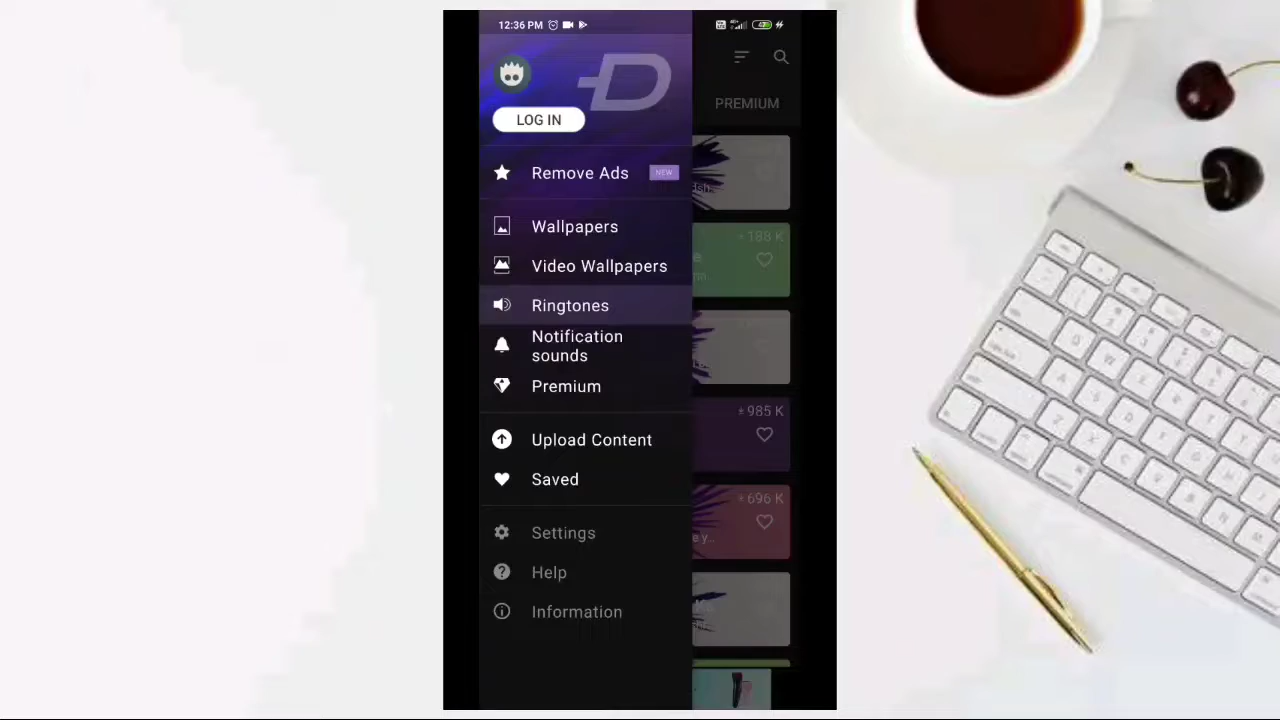 12:36 PM
LOG IN
PREMIUM
Remove Ads NEW
Wallpapers
188 K
Video Wallpapers
Ringtones
Notification
sounds
Premium
985 K
Upload Content
Saved
696 K
Settings
Help
Information